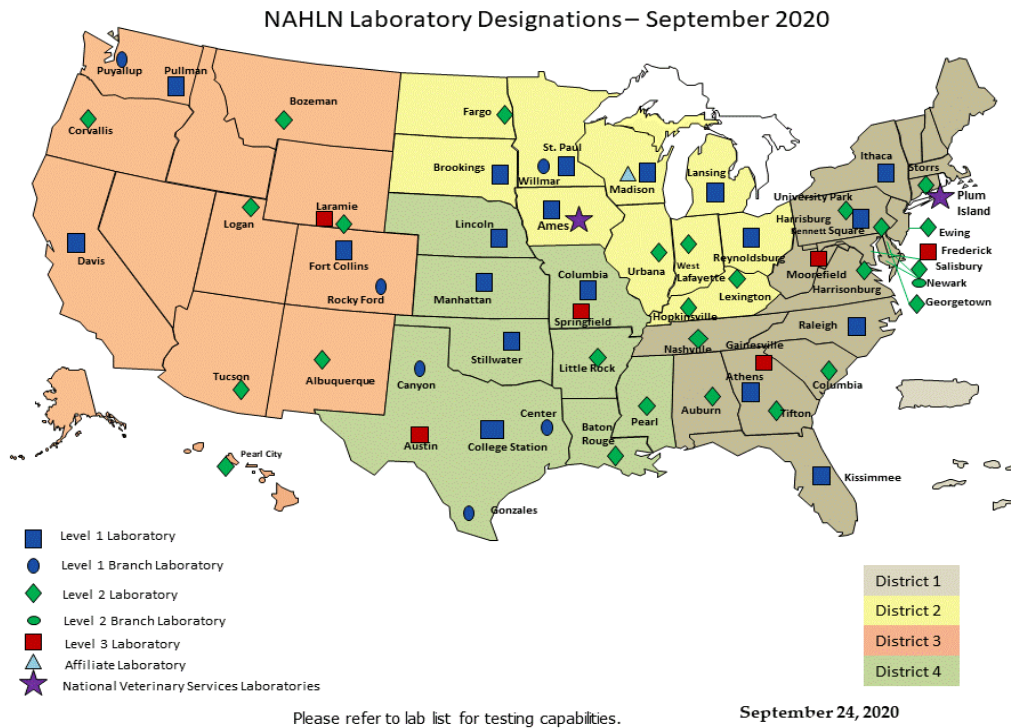 NAHLN Laboratory Designations – September 2020
Puyallup
Pullman
Corvallis
Bozeman
Fargo
Brookings
St. Paul
Willmar
Madison
Lansing
Ithaca
Storrs
Plum
Island
University Park
Harrisburg
Kennett Square
Ewing
Frederick
Salisbury
Newark
Georgetown
Moorefield
Harrisonburg
Logan
Laramie
Davis
Fort Collins
Rocky Ford
Lincoln
Ames
Urbana
West
Lafayette
Reynoldsburg
Lexington
Hopkinsville
Manhattan
Columbia
Springfield
Raleigh
Nashville
Gainesville
Stillwater
Little Rock
Athens
Columbia
Tucson
Albuquerque
Canyon
Auburn
Tifton
Pearl
Center
Baton
Rouge
Austin
College Station
Kissimmee
Pearl City
Gonzales
Level 1 Laboratory
Level 1 Branch Laboratory
Level 2 Laboratory
Level 2 Branch Laboratory
Level 3 Laboratory
Affiliate Laboratory
National Veterinary Services Laboratories
District 1
District 2
District 3
District 4
Please refer to lab list for testing capabilities.
September 24, 2020